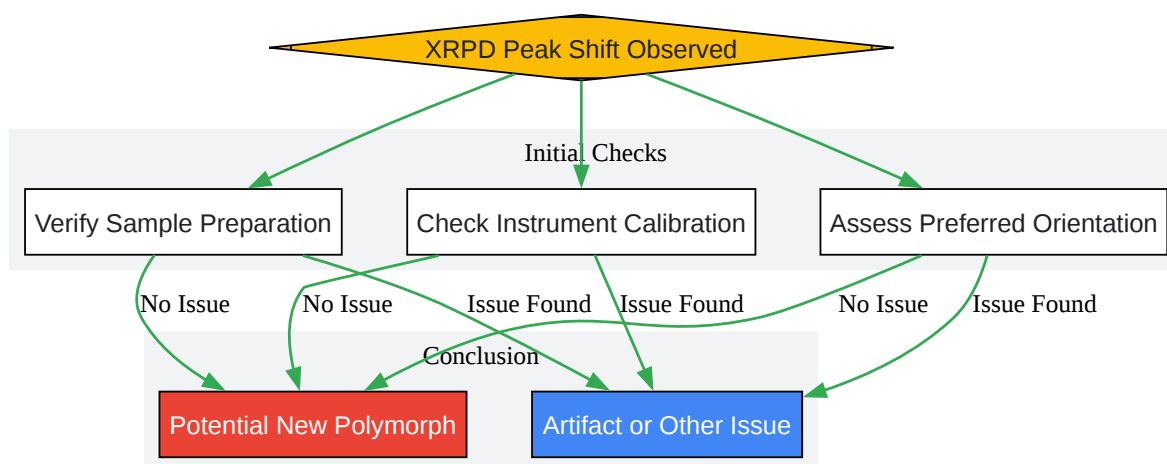 XRPD Peak Shift Observed
Initial Checks
Verify Sample Preparation
Check Instrument Calibration
Assess Preferred Orientation
No Issue
No Issue
Issue Found
Issue Found
No Issue
Issue Found
Conclusion
Potential New Polymorph
Artifact or Other Issue